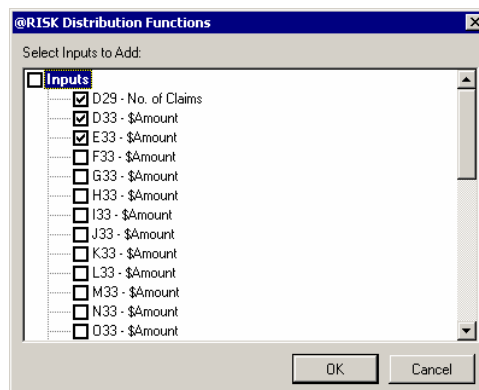 @RISK Distribution Functions
Select Inputs to Add:
Inputs
D29 - No. of Claims
D33 - $Amount
E33 - $Amount
F33 - $Amount
G33 - $Amount
H33 - $Amount
I33 - $Amount
J33 - $Amount
K33 - $Amount
L33 - $Amount
M33 - $Amount
N33 - $Amount
O33 - $Amount
OK Cancel